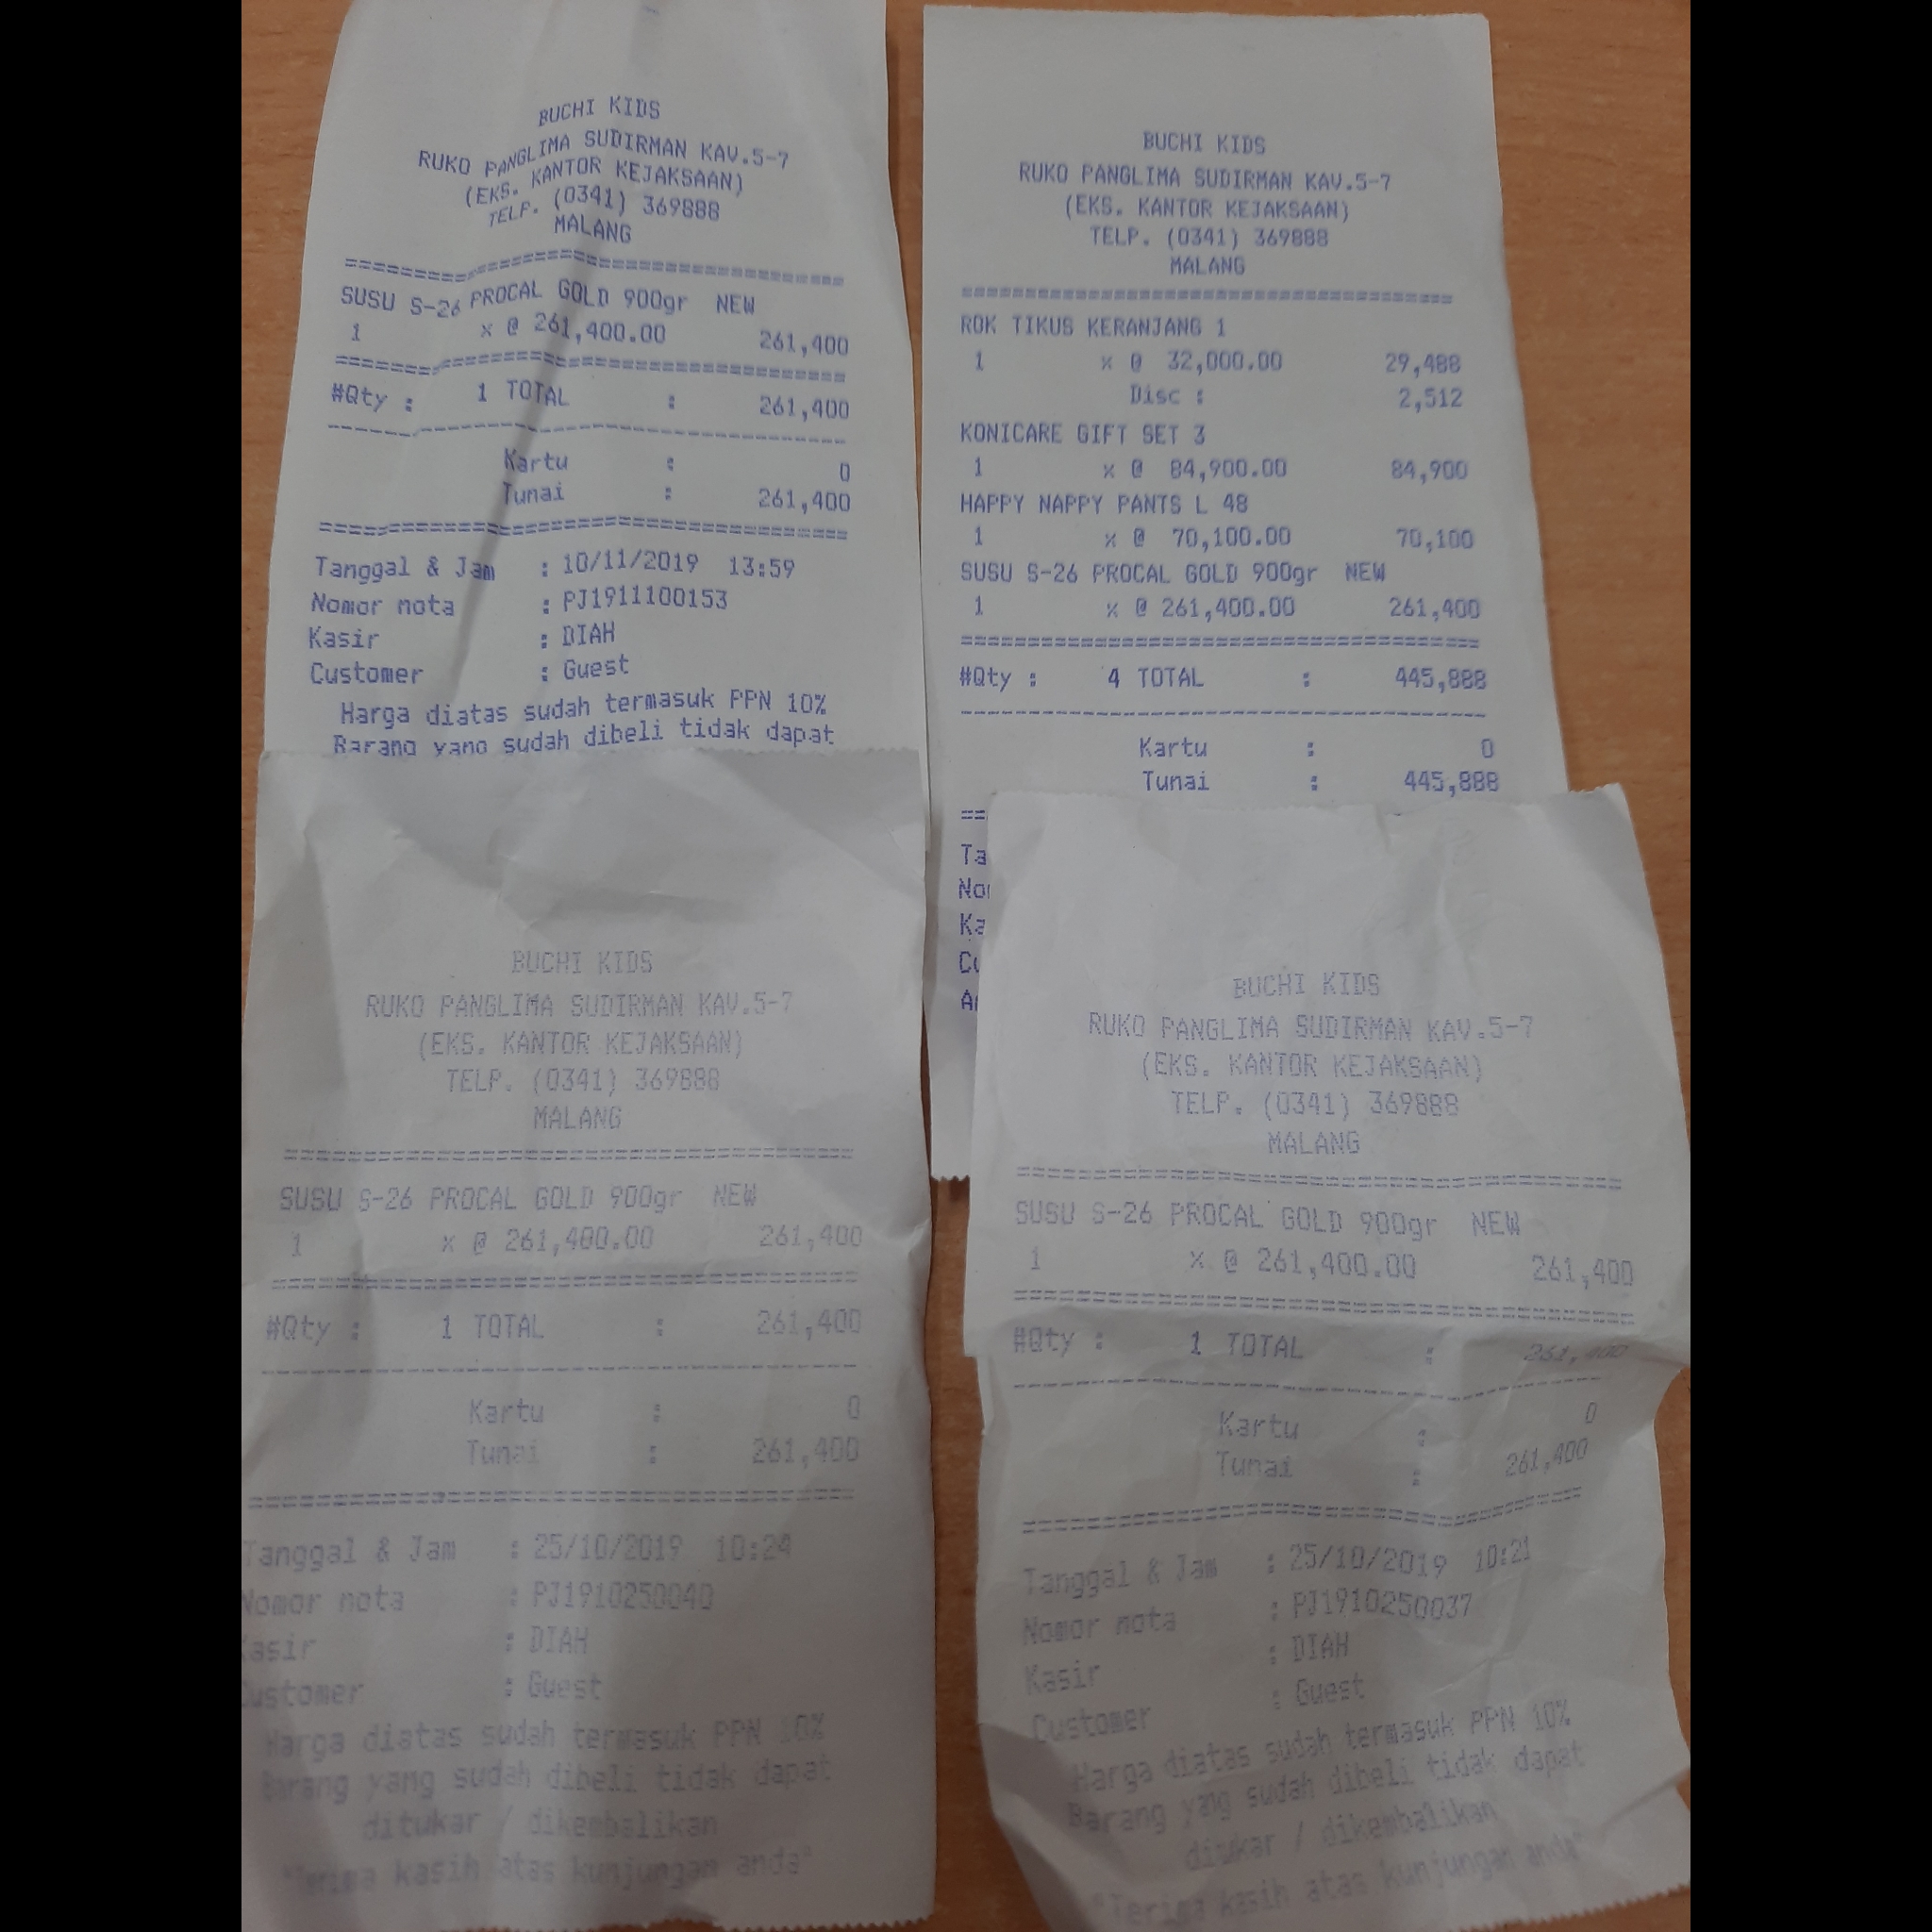 BUCHI KIDS
RUKO PANGLIMA SUDIRMAN KAV.5-7
(EKS. KANTOR KEJAKSAAN)
TELP. (0341) 369888
MALANG
======================================
SUSU S-26 PROCAL GOLD 900gr NEW
1 x @ 261,400.00 261,400
======================================
#Qty : 1 TOTAL : 261,400
--------------------------------------
Kartu : 0
Tunai : 261,400
======================================
Tanggal & Jam : 10/11/2019 13:59
Nomor nota : PJ1911100153
Kasir : DIAH
Customer : Guest
Harga diatas sudah termasuk PPN 10%
Barang yang sudah dibeli tidak dapat
BUCHI KIDS
RUKO PANGLIMA SUDIRMAN KAV.5-7
(EKS. KANTOR KEJAKSAAN)
TELP. (0341) 369888
MALANG
======================================
ROK TIKUS KERANJANG 1
1 x @ 32,000.00 29,488
Disc : 2,512
KONICARE GIFT SET 3
1 x @ 84,900.00 84,900
HAPPY NAPPY PANTS L 48
1 x @ 70,100.00 70,100
SUSU S-26 PROCAL GOLD 900gr NEW
1 x @ 261,400.00 261,400
======================================
#Qty : 4 TOTAL : 445,888
--------------------------------------
Kartu : 0
Tunai : 445,888
==
Ta
No
Ka
Cu
BUCHI KIDS
RUKO PANGLIMA SUDIRMAN KAV.5-7
(EKS. KANTOR KEJAKSAAN)
TELP. (0341) 369888
MALANG
======================================
SUSU S-26 PROCAL GOLD 900gr NEW
1 x @ 261,400.00 261,400
======================================
#Qty : 1 TOTAL : 261,400
--------------------------------------
Kartu : 0
Tunai : 261,400
======================================
Tanggal & Jam : 25/10/2019 10:24
Nomor nota : PJ1910250040
Kasir : DIAH
Customer : Guest
Harga diatas sudah termasuk PPN 10%
Barang yang sudah dibeli tidak dapat
ditukar / dikembalikan
"Terima kasih atas kunjungan anda"
BUCHI KIDS
RUKO PANGLIMA SUDIRMAN KAV.5-7
(EKS. KANTOR KEJAKSAAN)
TELP. (0341) 369888
MALANG
======================================
SUSU S-26 PROCAL GOLD 900gr NEW
1 x @ 261,400.00 261,400
======================================
#Qty : 1 TOTAL : 261,400
--------------------------------------
Kartu : 0
Tunai : 261,400
======================================
Tanggal & Jam : 25/10/2019 10:21
Nomor nota : PJ1910250037
Kasir : DIAH
Customer : Guest
Harga diatas sudah termasuk PPN 10%
Barang yang sudah dibeli tidak dapat
ditukar / dikembalikan
"Terima kasih atas kunjungan anda"